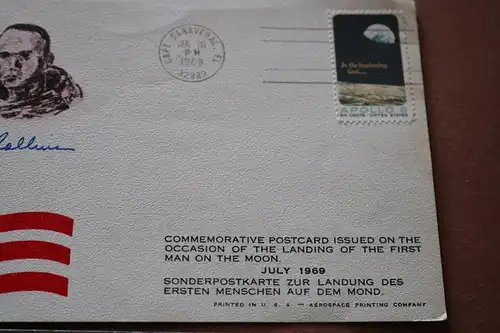 CAPE CANAVERAL, FL
PM
1969
32920
In the beginning
God...
APOLLO 8
SIX CENTS · UNITED STATES
Collins
COMMEMORATIVE POSTCARD ISSUED ON THE
OCCASION OF THE LANDING OF THE FIRST
MAN ON THE MOON.
JULY 1969
SONDERPOSTKARTE ZUR LANDUNG DES
ERSTEN MENSCHEN AUF DEM MOND.
PRINTED IN U. S. A. — AEROSPACE PRINTING COMPANY